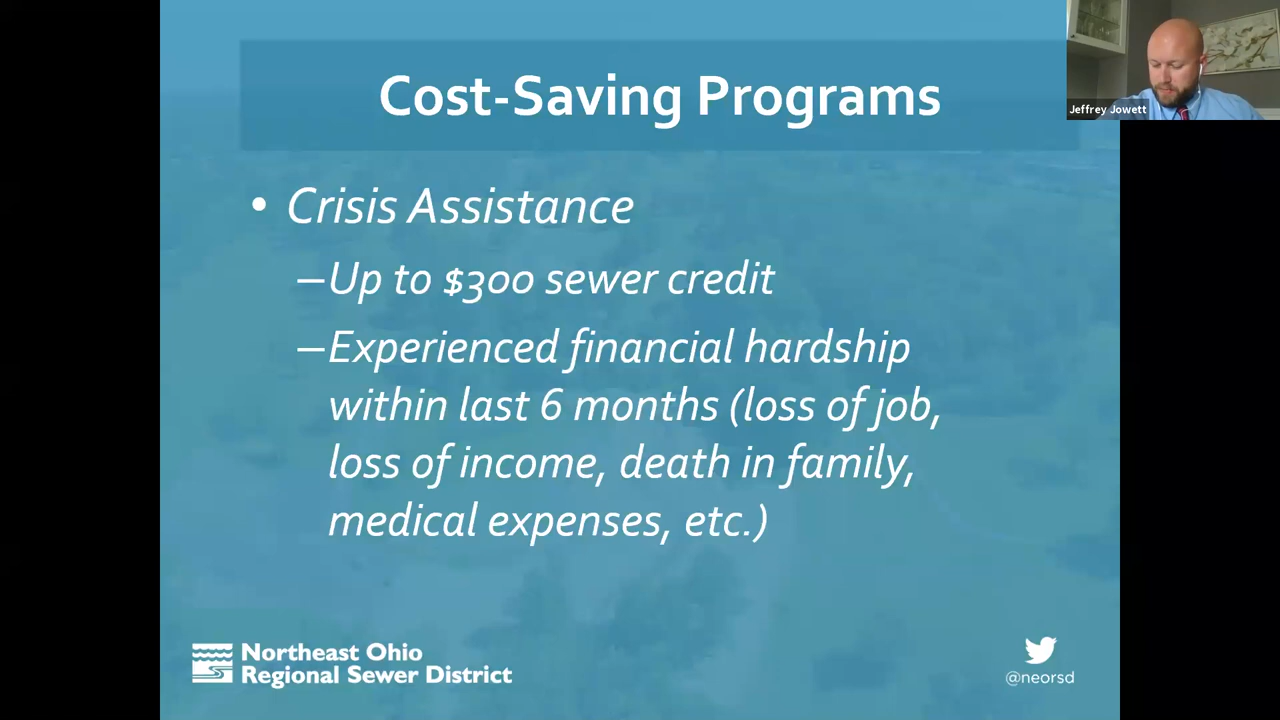 Cost-Saving Programs
Jeffrey Jowett
• Crisis Assistance
–Up to $300 sewer credit
–Experienced financial hardship
within last 6 months (loss of job,
loss of income, death in family,
medical expenses, etc.)
Northeast Ohio
Regional Sewer District
@neorsd